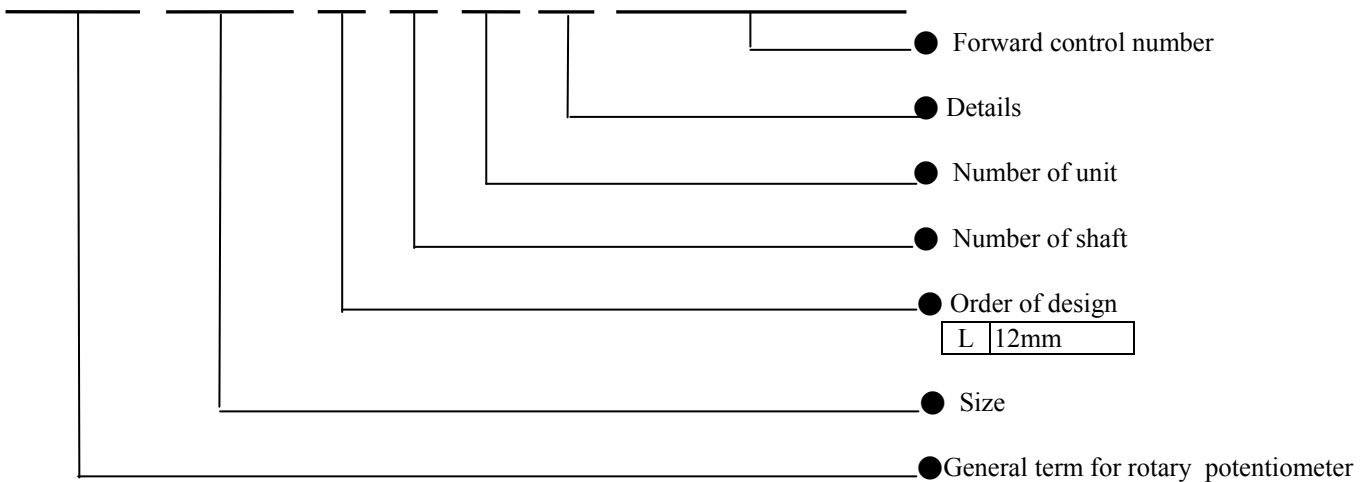 Forward control number
Details
Number of unit
Number of shaft
Order of design
L 12mm
Size
General term for rotary potentiometer